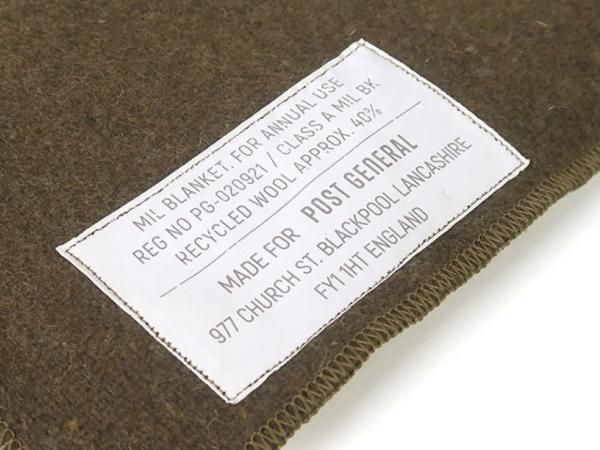 MIL BLANKET. FOR ANNUAL USE
REG NO PG-020921 / CLASS A MIL BK
RECYCLED WOOL APPROX. 40%
MADE FOR POST GENERAL
977 CHURCH ST. BLACKPOOL LANCASHIRE
FY1 1HT ENGLAND